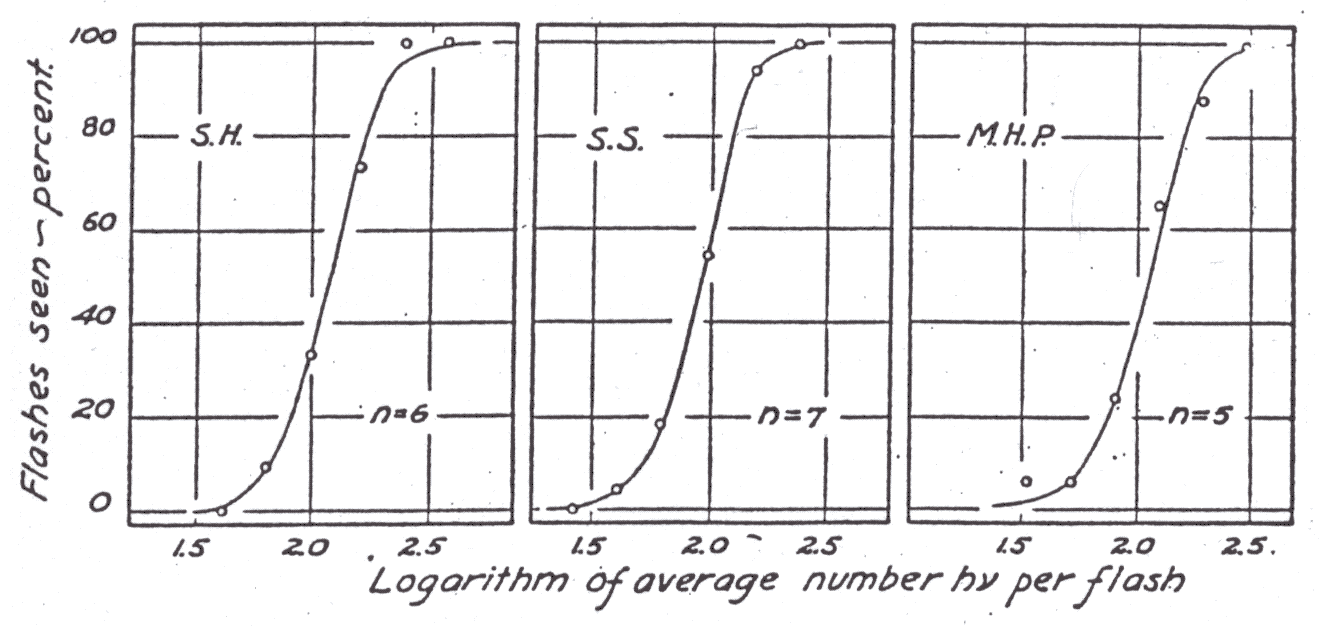 Flashes seen - percent.
100
80
60
40
20
0
S.H.
n=6
S.S.
n=7
M.H.P.
n=5
1.5 2.0 2.5
1.5 2.0 2.5
1.5 2.0 2.5.
Logarithm of average number hν per flash